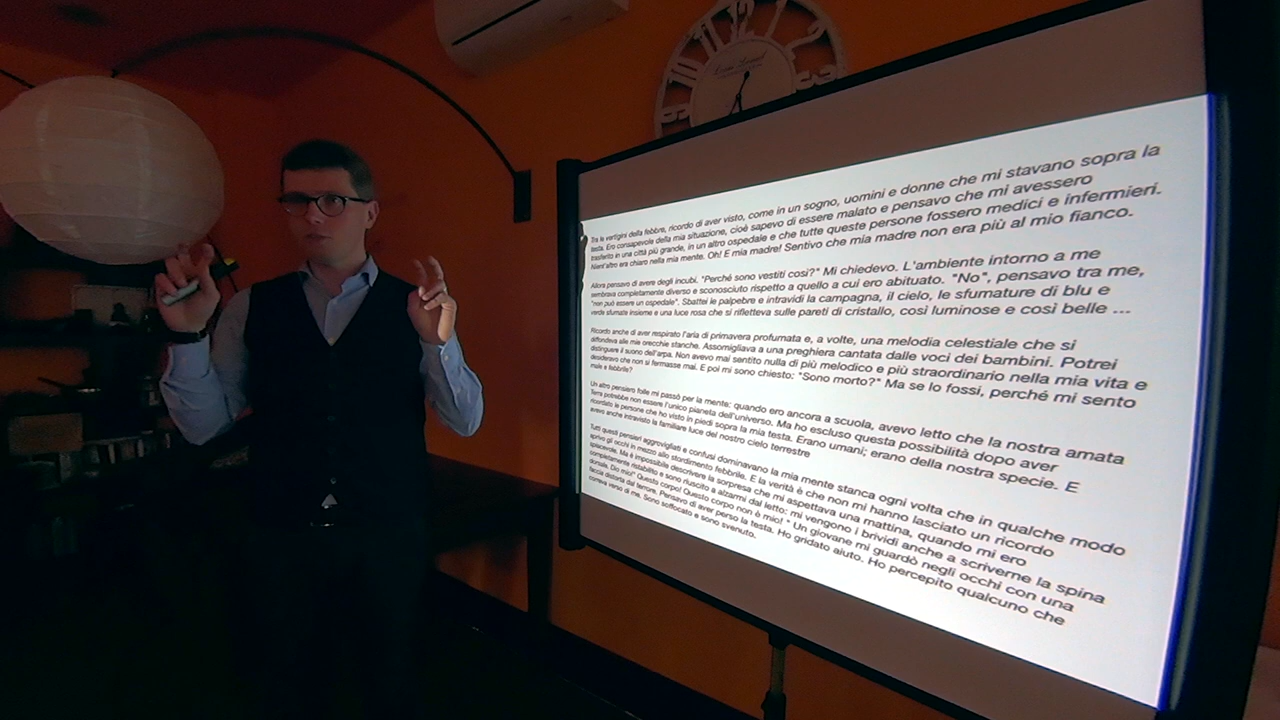 Tra le vertigini della febbre, ricordo di aver visto, come in un sogno, uomini e donne che mi stavano sopra la
testa. Ero consapevole della mia situazione, cioè sapevo di essere malato e pensavo che mi avessero
trasferito in una città più grande, in un altro ospedale e che tutte queste persone fossero medici e infermieri.
Nient'altro era chiaro nella mia mente. Oh! E mia madre! Sentivo che mia madre non era più al mio fianco.
Allora pensavo di avere degli incubi. "Perché sono vestiti così?" Mi chiedevo. L'ambiente intorno a me
sembrava completamente diverso e sconosciuto rispetto a quello a cui ero abituato. "No", pensavo tra me,
"non può essere un ospedale". Sbattei le palpebre e intravidi la campagna, il cielo, le sfumature di blu e
verde sfumate insieme e una luce rosa che si rifletteva sulle pareti di cristallo, così luminose e così belle ...
Ricordo anche di aver respirato l'aria di primavera profumata e, a volte, una melodia celestiale che si
diffondeva alle mie orecchie stanche. Assomigliava a una preghiera cantata dalle voci dei bambini. Potrei
distinguere il suono dell'arpa. Non avevo mai sentito nulla di più melodico e più straordinario nella mia vita e
desideravo che non si fermasse mai. E poi mi sono chiesto: "Sono morto?" Ma se lo fossi, perché mi sento
male e febbrile?
Un altro pensiero folle mi passò per la mente: quando ero ancora a scuola, avevo letto che la nostra amata
Terra potrebbe non essere l'unico pianeta dell'universo. Ma ho escluso questa possibilità dopo aver
ricordato le persone che ho visto in piedi sopra la mia testa. Erano umani; erano della nostra specie. E
avevo anche intravisto la familiare luce del nostro cielo terrestre
Tutti questi pensieri aggrovigliati e confusi dominavano la mia mente stanca ogni volta che in qualche modo
aprivo gli occhi in mezzo allo stordimento febbrile. E la verità è che non mi hanno lasciato un ricordo
spiacevole. Ma è impossibile descrivere la sorpresa che mi aspettava una mattina, quando mi ero
completamente ristabilito e sono riuscito a alzarmi dal letto: mi vengono i brividi anche a scriverne la spina
dorsale. Dio mio!" Questo corpo! Questo corpo non è mio! " Un giovane mi guardò negli occhi con una
faccia distorta dal terrore. Pensavo di aver perso la testa. Ho gridato aiuto. Ho percepito qualcuno che
correva verso di me. Sono soffocato e sono svenuto.